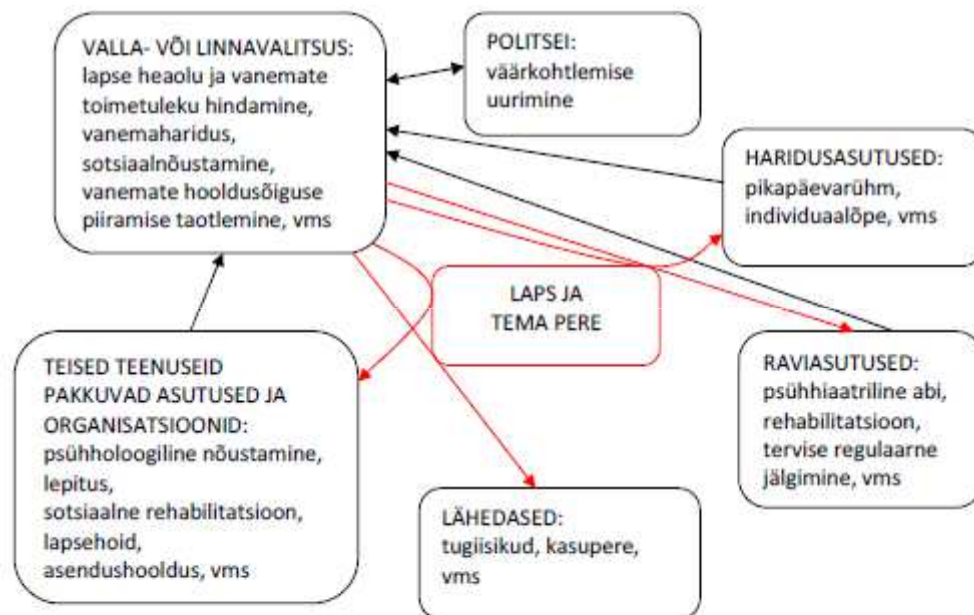 VALLA- VÕI LINNAVALITSUS:
lapse heaolu ja vanemate
toimetuleku hindamine,
vanemaharidus,
sotsiaalnõustamine,
vanemate hooldusõiguse
piiramise taotlemine, vms
POLITSEI:
väärkohtlemise
uurimine
HARIDUSASUTUSED:
pikapäevarühm,
individuaalõpe, vms
LAPS JA
TEMA PERE
TEISED TEENUSEID
PAKKUVAD ASUTUSED JA
ORGANISATSIOONID:
psühholoogiline nõustamine,
lepitus,
sotsiaalne rehabilitatsioon,
lapsehoid,
asendushooldus, vms
RAVIASUTUSED:
psühhiaatriline abi,
rehabilitatsioon,
tervise regulaarne
jälgimine, vms
LÄHEDASED:
tugiisikud, kasupere,
vms